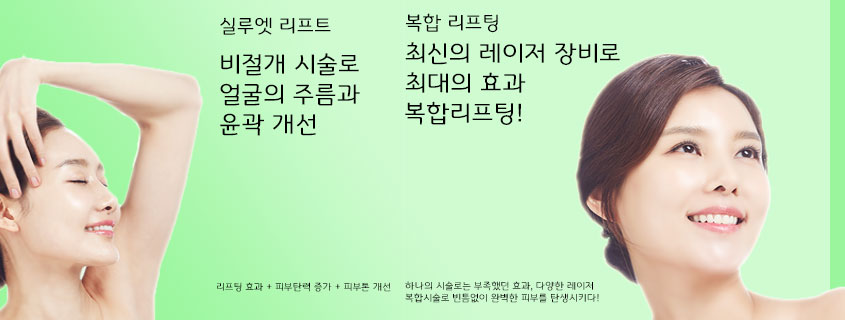 실루엣 리프트
비절개 시술로
얼굴의 주름과
윤곽 개선
리프팅 효과 + 피부탄력 증가 + 피부톤 개선
복합 리프팅
최신의 레이저 장비로
최대의 효과
복합리프팅!
하나의 시술로는 부족했던 효과, 다양한 레이저
복합시술로 빈틈없이 완벽한 피부를 탄생시키다!